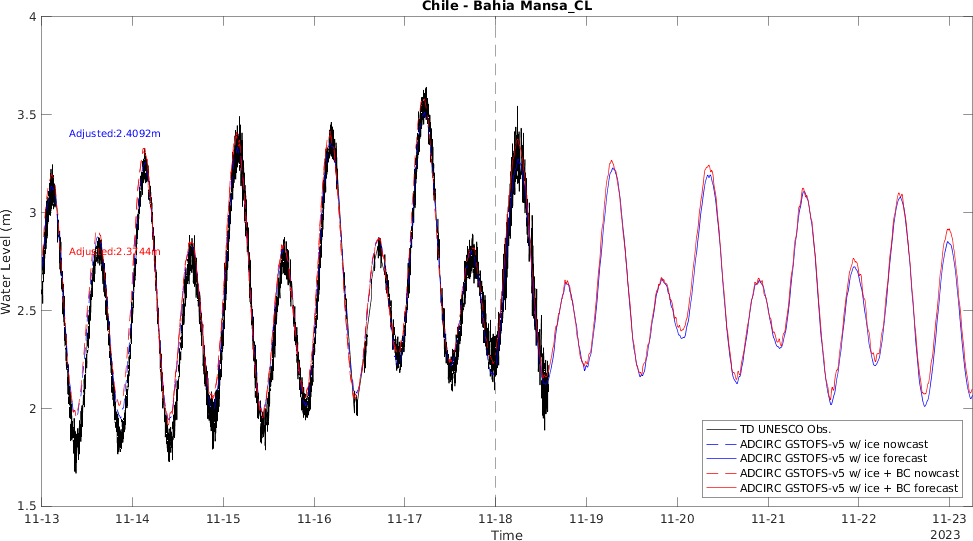 Chile - Bahia Mansa_CL
Water Level (m)
4
3.5
3
2.5
2
1.5
Adjusted:2.4092m
Adjusted:2.3744m
TD UNESCO Obs.
ADCIRC GSTOFS-v5 w/ ice nowcast
ADCIRC GSTOFS-v5 w/ ice forecast
ADCIRC GSTOFS-v5 w/ ice + BC nowcast
ADCIRC GSTOFS-v5 w/ ice + BC forecast
11-13 11-14 11-15 11-16 11-17 11-18 11-19 11-20 11-21 11-22 11-23
2023
Time